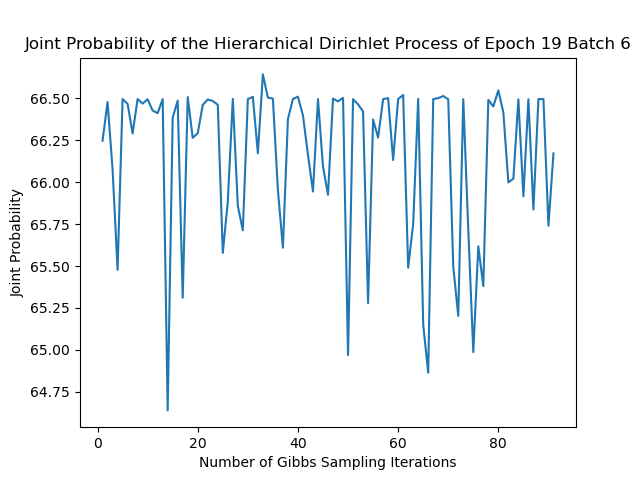 Joint Probability of the Hierarchical Dirichlet Process of Epoch 19 Batch 6
66.50
66.25
66.00
65.75
65.50
65.25
65.00
64.75
Joint Probability
0 20 40 60 80
Number of Gibbs Sampling Iterations